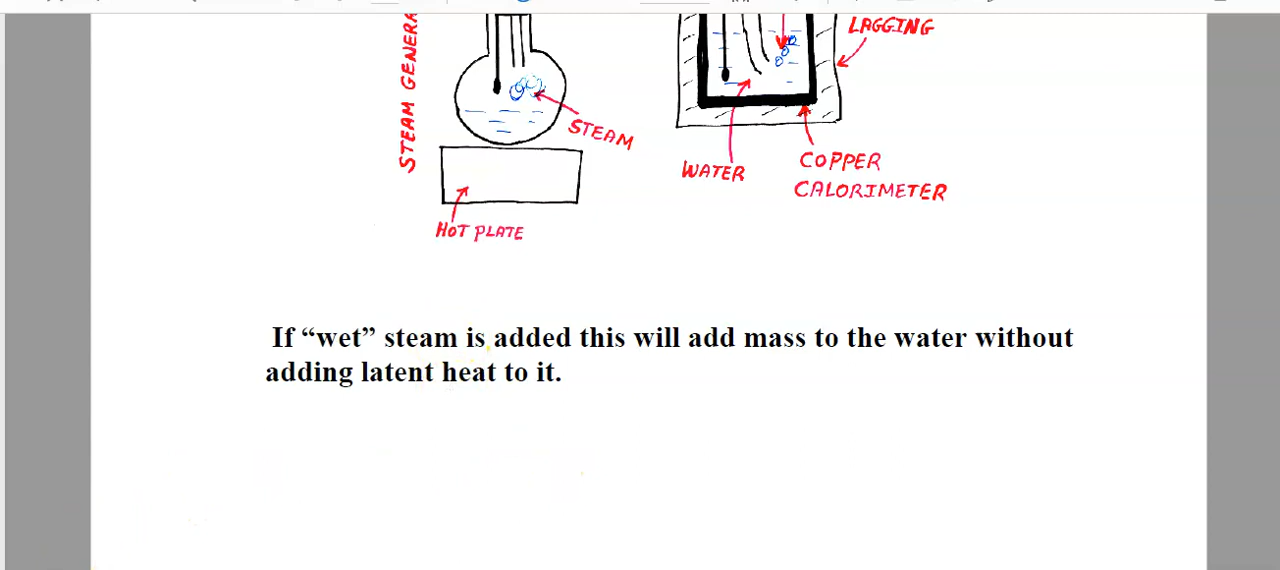 STEAM GENERA
LAGGING
STEAM
WATER
COPPER
CALORIMETER
HOT PLATE
If “wet” steam is added this will add mass to the water without
adding latent heat to it.